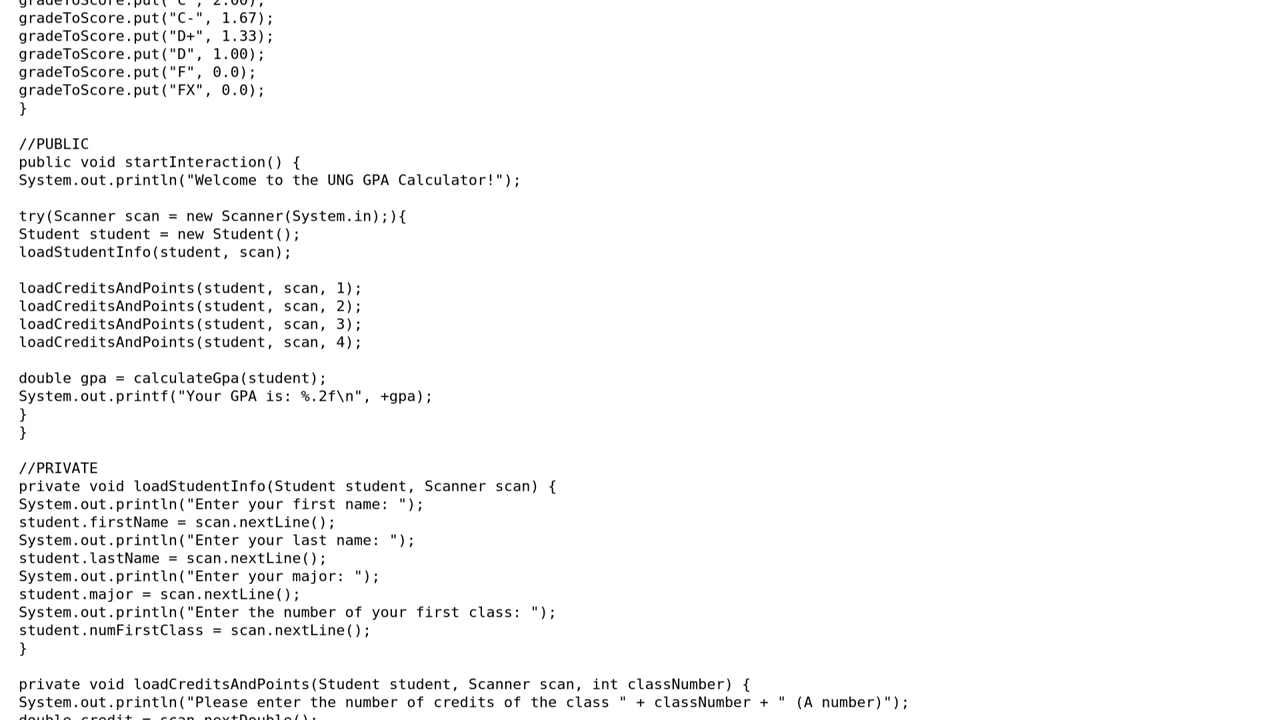 gradeToScore.put("C", 2.00);
gradeToScore.put("C-", 1.67);
gradeToScore.put("D+", 1.33);
gradeToScore.put("D", 1.00);
gradeToScore.put("F", 0.0);
gradeToScore.put("FX", 0.0);
}
//PUBLIC
public void startInteraction() {
System.out.println("Welcome to the UNG GPA Calculator!");
try(Scanner scan = new Scanner(System.in);){
Student student = new Student();
loadStudentInfo(student, scan);
loadCreditsAndPoints(student, scan, 1);
loadCreditsAndPoints(student, scan, 2);
loadCreditsAndPoints(student, scan, 3);
loadCreditsAndPoints(student, scan, 4);
double gpa = calculateGpa(student);
System.out.printf("Your GPA is: %.2f\n", +gpa);
}
}
//PRIVATE
private void loadStudentInfo(Student student, Scanner scan) {
System.out.println("Enter your first name: ");
student.firstName = scan.nextLine();
System.out.println("Enter your last name: ");
student.lastName = scan.nextLine();
System.out.println("Enter your major: ");
student.major = scan.nextLine();
System.out.println("Enter the number of your first class: ");
student.numFirstClass = scan.nextLine();
}
private void loadCreditsAndPoints(Student student, Scanner scan, int classNumber) {
System.out.println("Please enter the number of credits of the class " + classNumber + " (A number)");
double credit = scan.nextDouble();